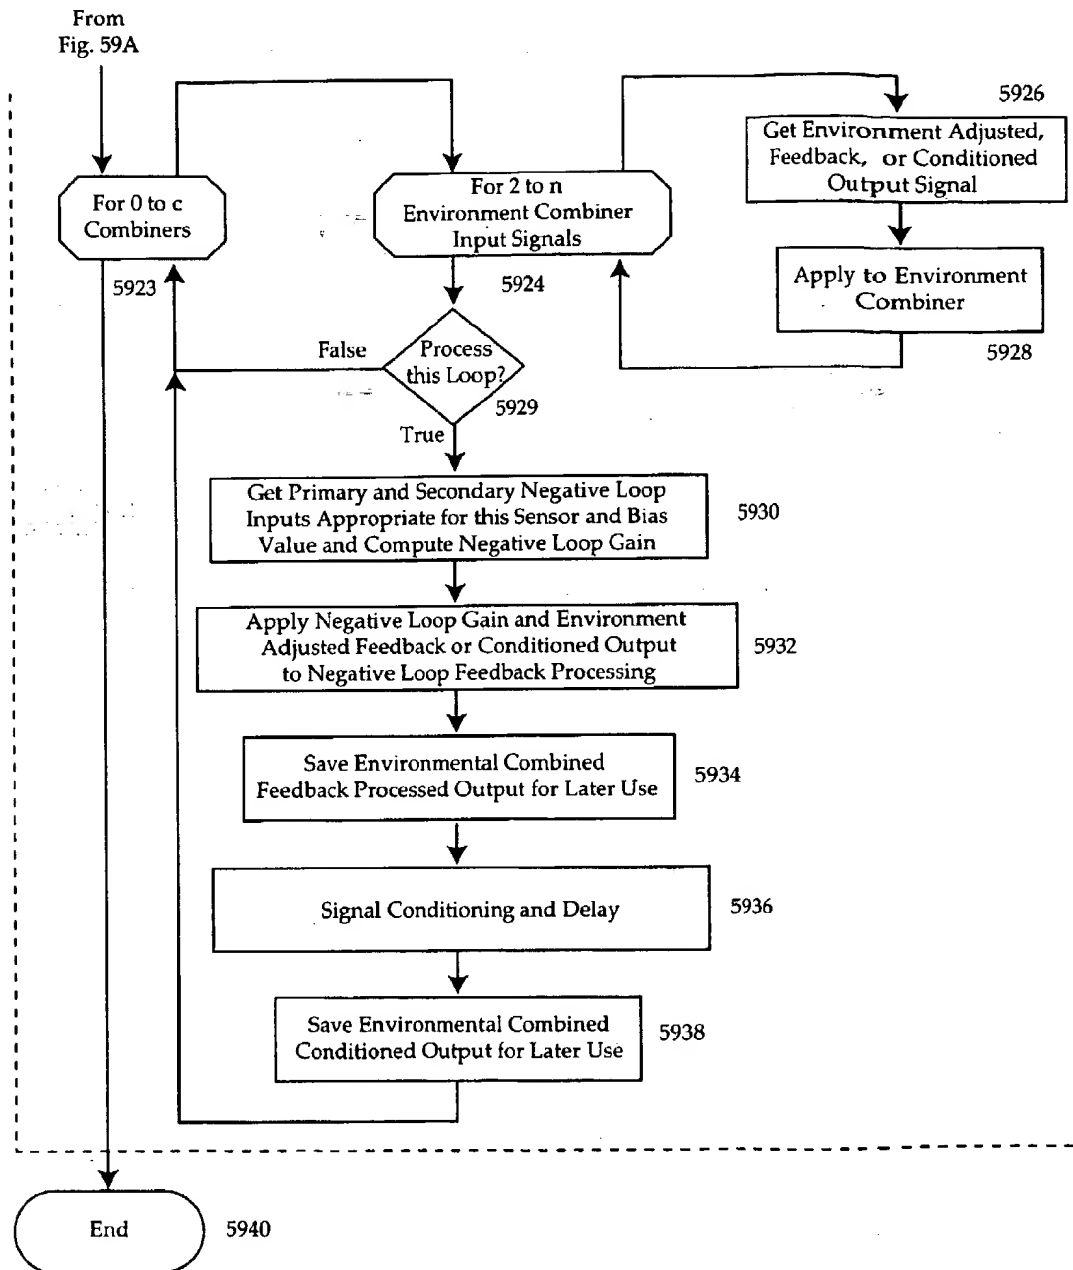 From
Fig. 59A
For 0 to c
Combiners
5923
For 2 to n
Environment Combiner
Input Signals
5924
5926
Get Environment Adjusted,
Feedback, or Conditioned
Output Signal
Apply to Environment
Combiner
5928
False
Process
this Loop?
5929
True
Get Primary and Secondary Negative Loop
Inputs Appropriate for this Sensor and Bias
Value and Compute Negative Loop Gain
5930
Apply Negative Loop Gain and Environment
Adjusted Feedback or Conditioned Output
to Negative Loop Feedback Processing
5932
Save Environmental Combined
Feedback Processed Output for Later Use
5934
Signal Conditioning and Delay
5936
Save Environmental Combined
Conditioned Output for Later Use
5938
End
5940